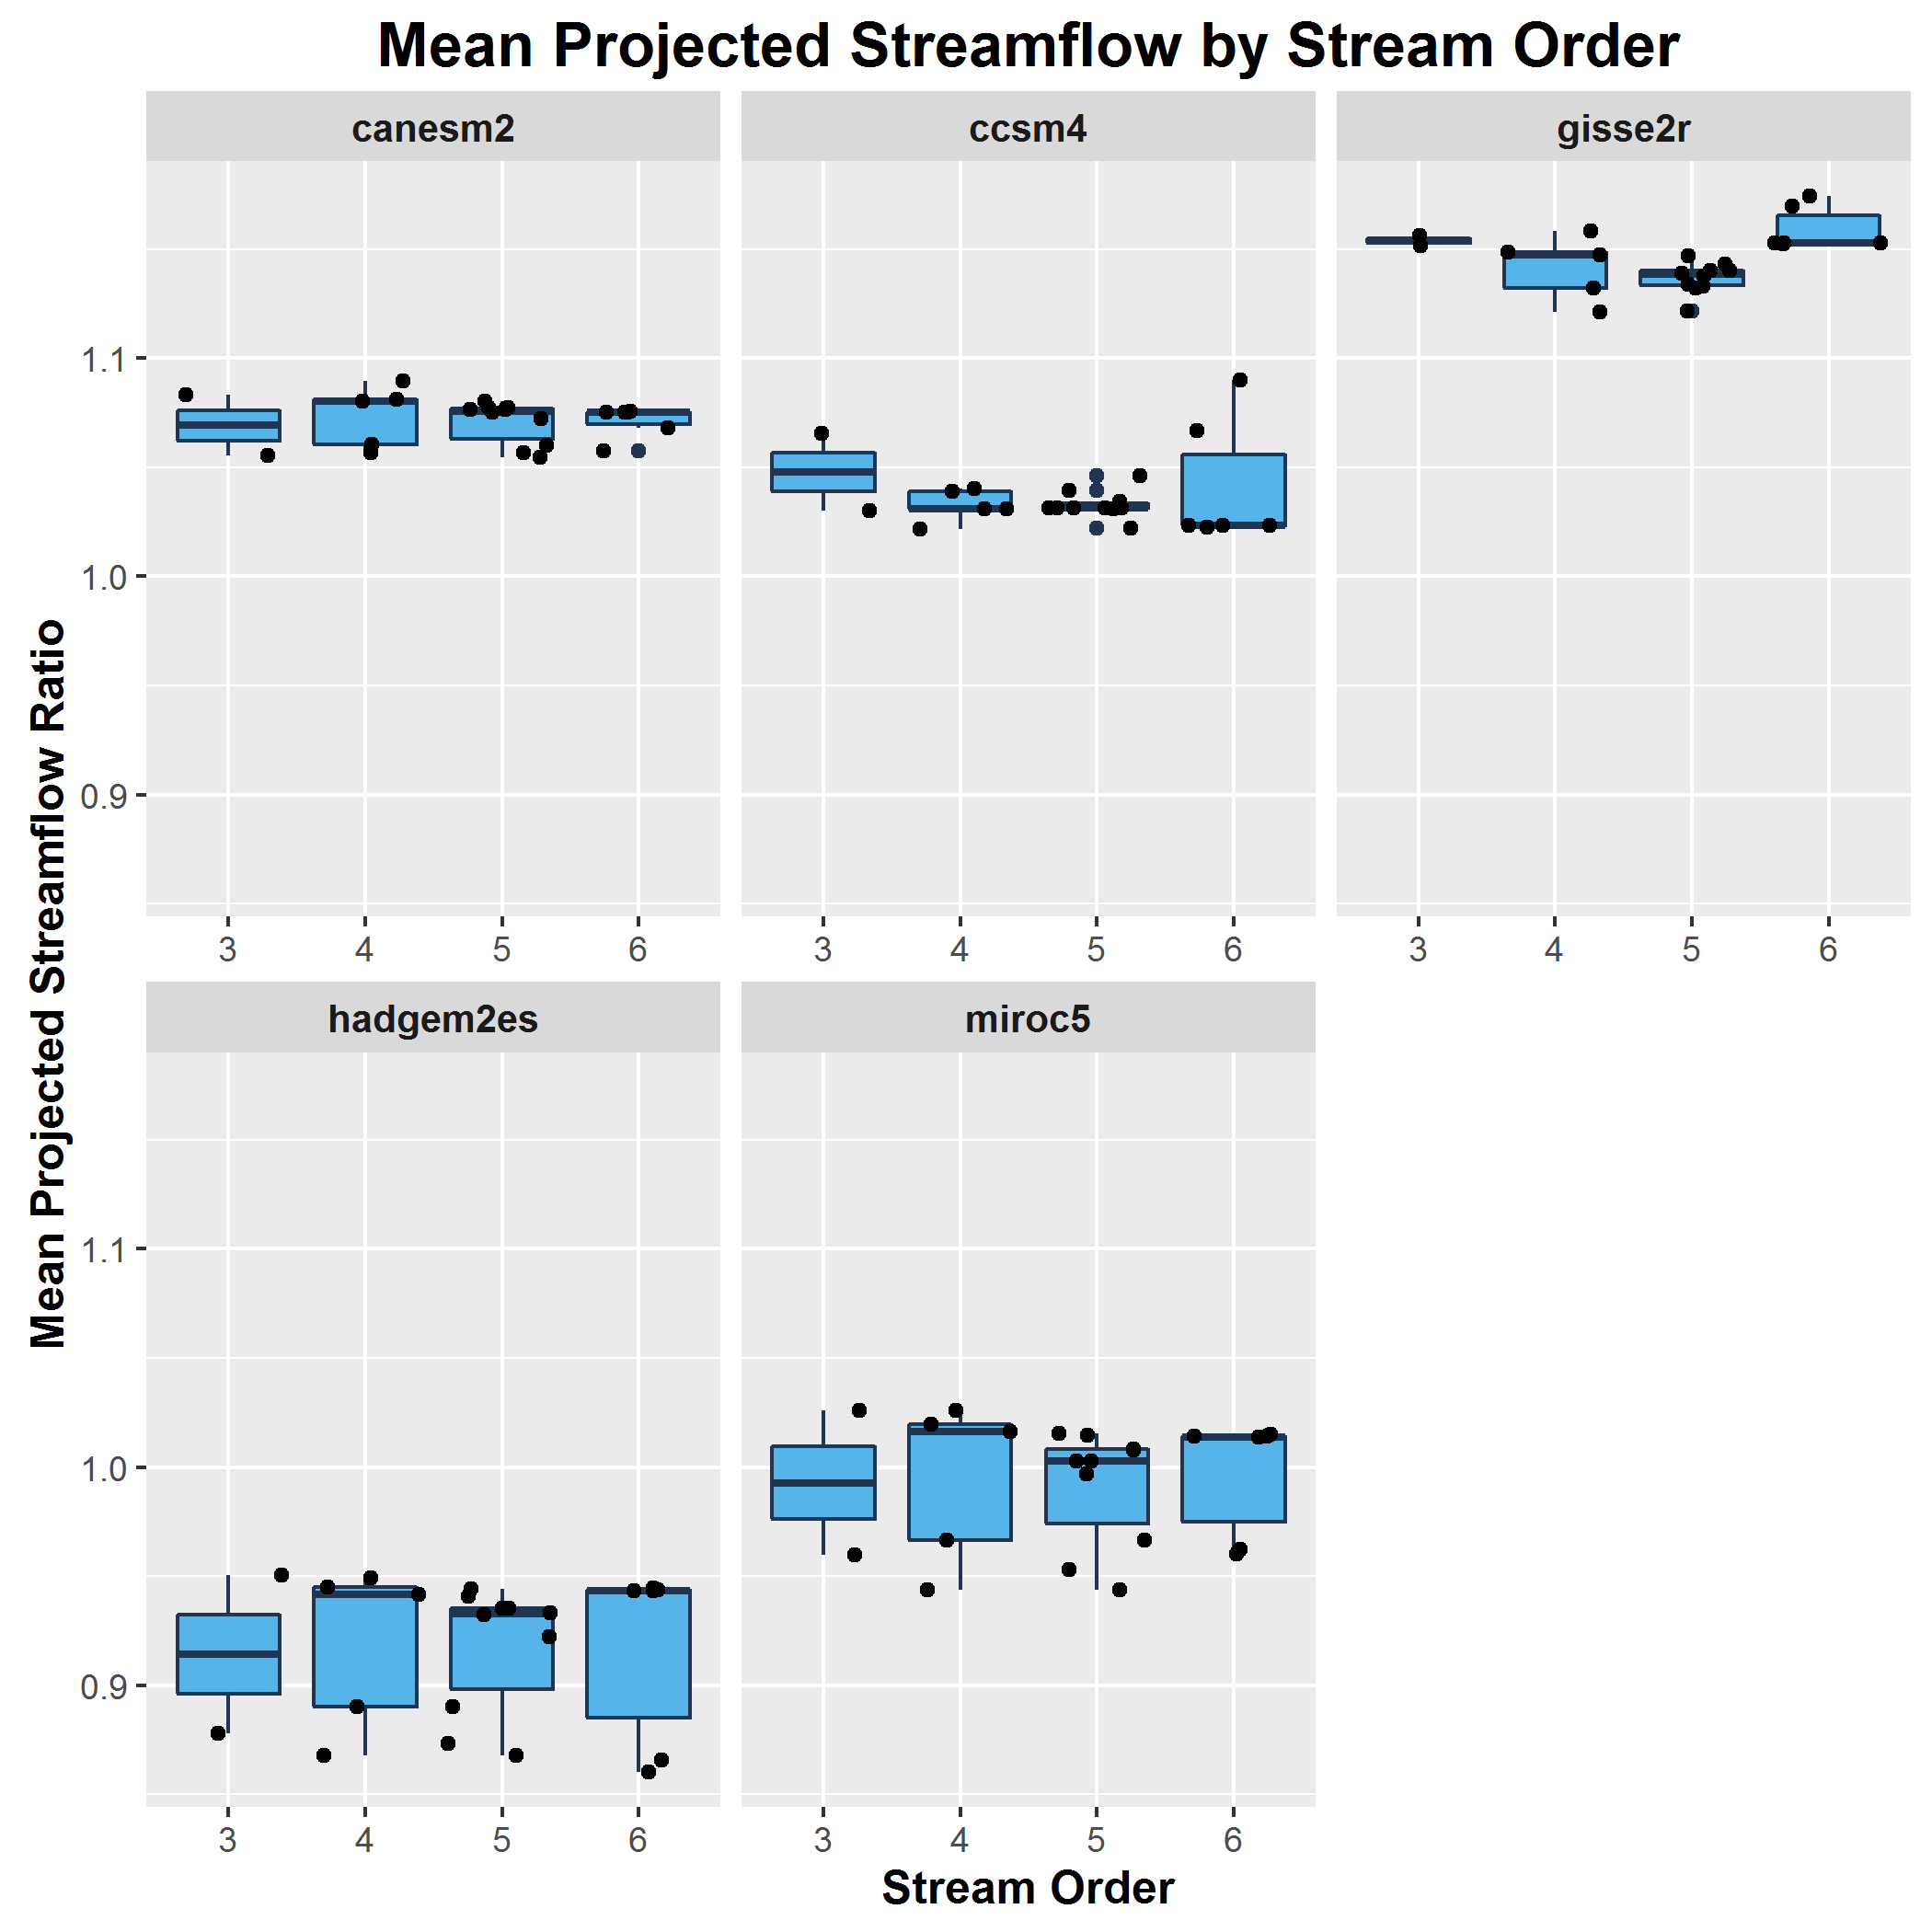 Mean Projected Streamflow by Stream Order
canesm2
ccsm4
gisse2r
Mean Projected Streamflow Ratio
1.1
1.0
0.9
3 4 5 6
3 4 5 6
3 4 5 6
hadgem2es
miroc5
1.1
1.0
0.9
3 4 5 6
3 4 5 6
Stream Order